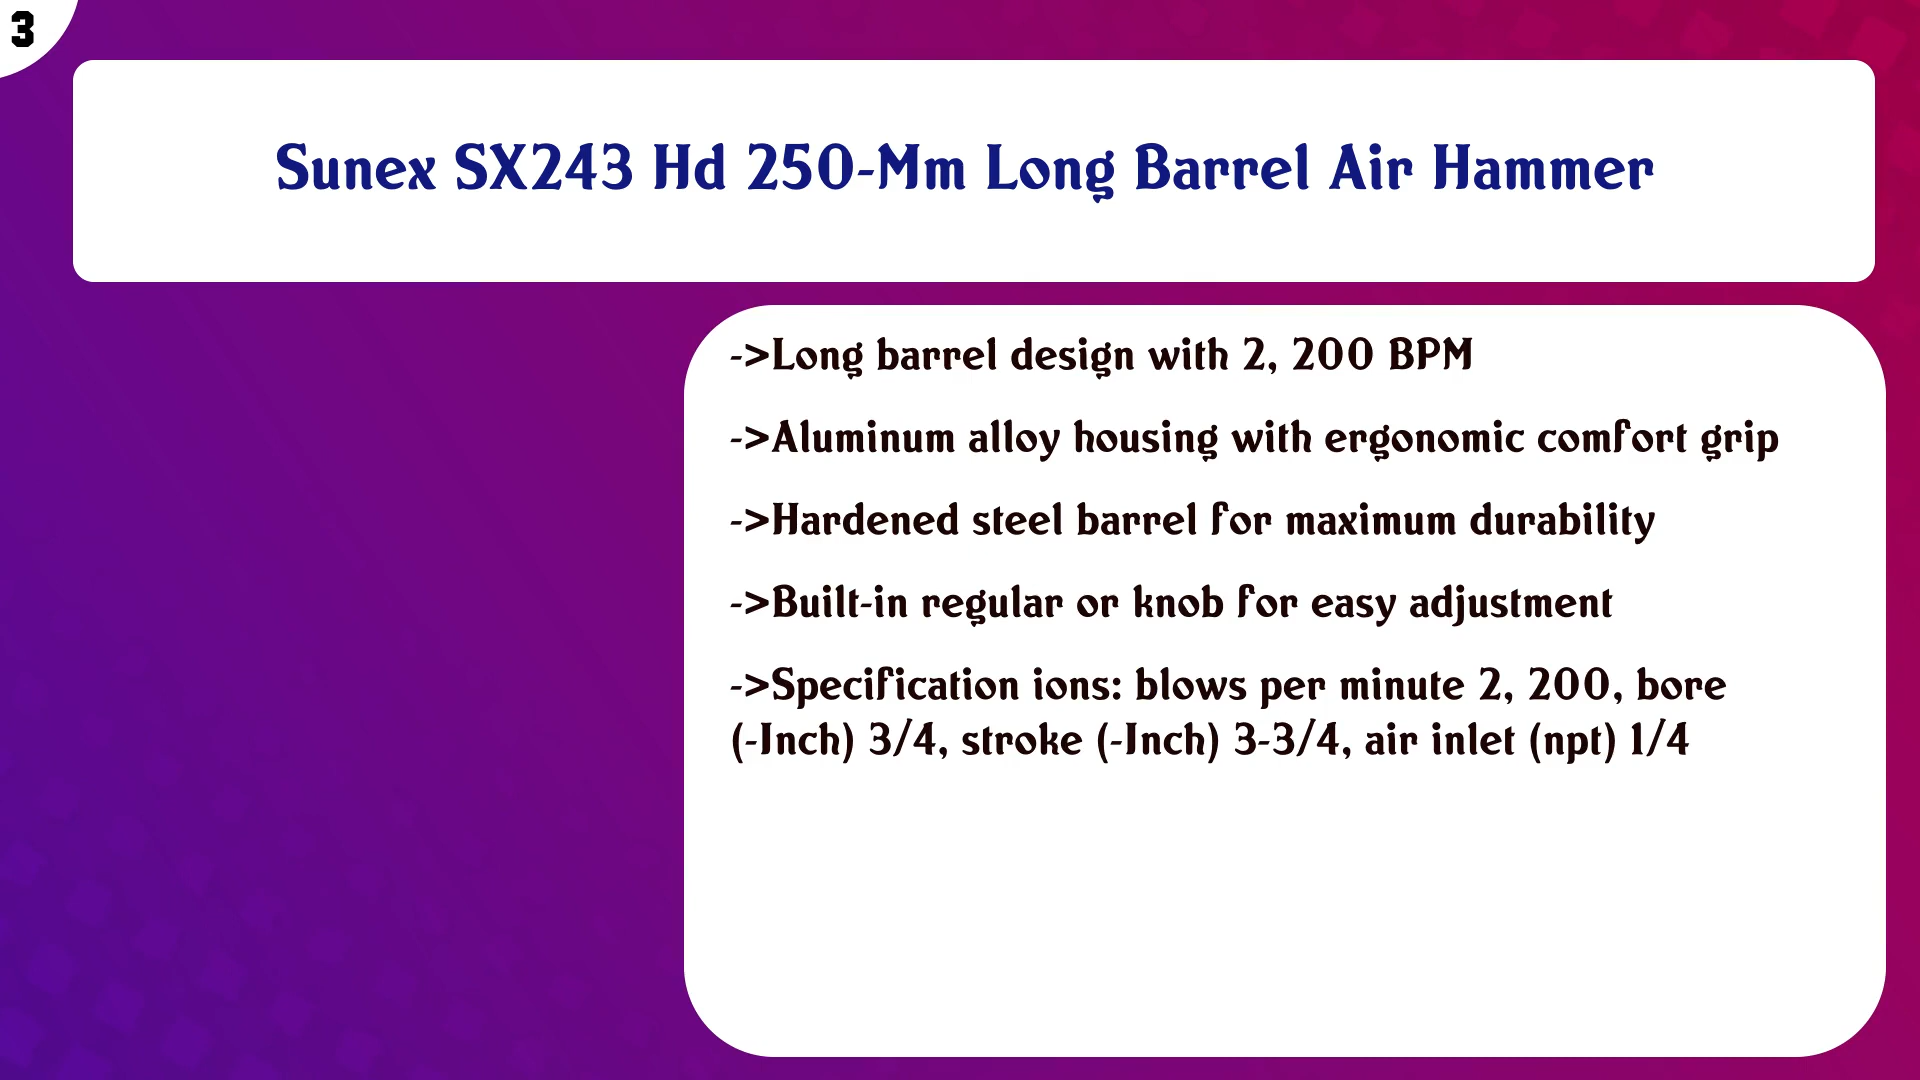 3
Sunex SX243 Hd 250-Mm Long Barrel Air Hammer
->Long barrel design with 2, 200 BPM
->Aluminum alloy housing with ergonomic comfort grip
->Hardened steel barrel for maximum durability
->Built-in regular or knob for easy adjustment
->Specification ions: blows per minute 2, 200, bore
(-Inch) 3/4, stroke (-Inch) 3-3/4, air inlet (npt) 1/4